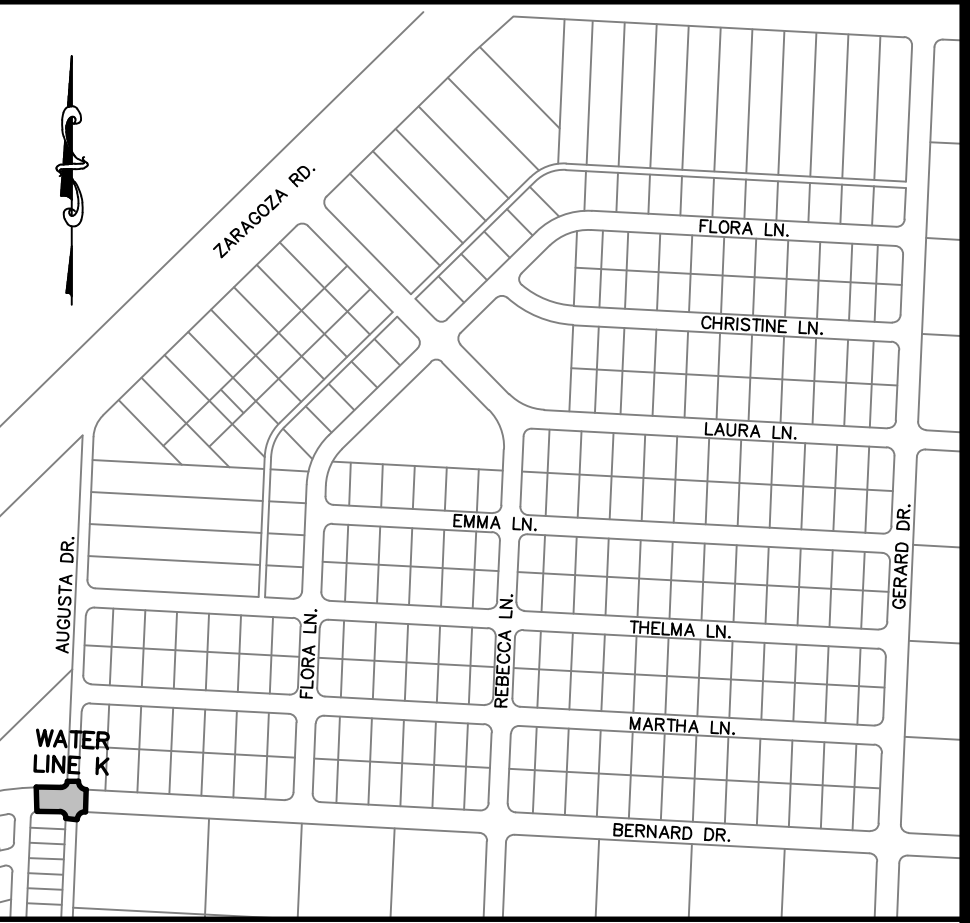 ZARAGOZA RD.
FLORA LN.
CHRISTINE LN.
LAURA LN.
EMMA LN.
GERARD DR.
AUGUSTA DR.
FLORA LN.
REBECCA LN.
THELMA LN.
MARTHA LN.
WATER
LINE K
BERNARD DR.